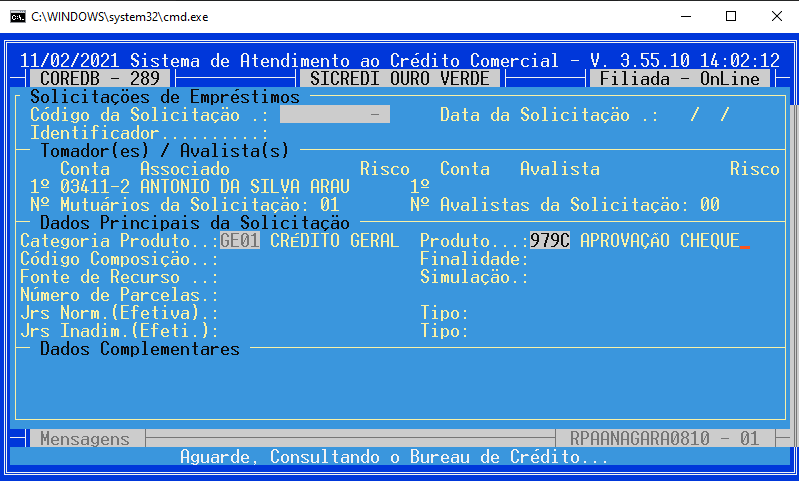 C:\WINDOWS\system32\cmd.exe
11/02/2021 Sistema de Atendimento ao Crédito Comercial - V. 3.55.10 14:02:12
COREDB - 289 SICREDI OURO VERDE Filiada - OnLine
Solicitações de Empréstimos
Código da Solicitação .: - Data da Solicitação .: / /
Identificador..........:
Tomador(es) / Avalista(s)
Conta Associado Risco Conta Avalista Risco
1º 03411-2 ANTONIO DA SILVA ARAU 1º
Nº Mutuários da Solicitação: 01 Nº Avalistas da Solicitação: 00
Dados Principais da Solicitação
Categoria Produto..:GE01 CRéDITO GERAL Produto...:979C APROVAÇãO CHEQUE
Código Composição..: Finalidade:
Fonte de Recurso ..: Simulação.:
Número de Parcelas.:
Jrs Norm.(Efetiva).: Tipo:
Jrs Inadim.(Efeti.): Tipo:
Dados Complementares
Mensagens RPAANAGARA0810 - 01
Aguarde, Consultando o Bureau de Crédito...